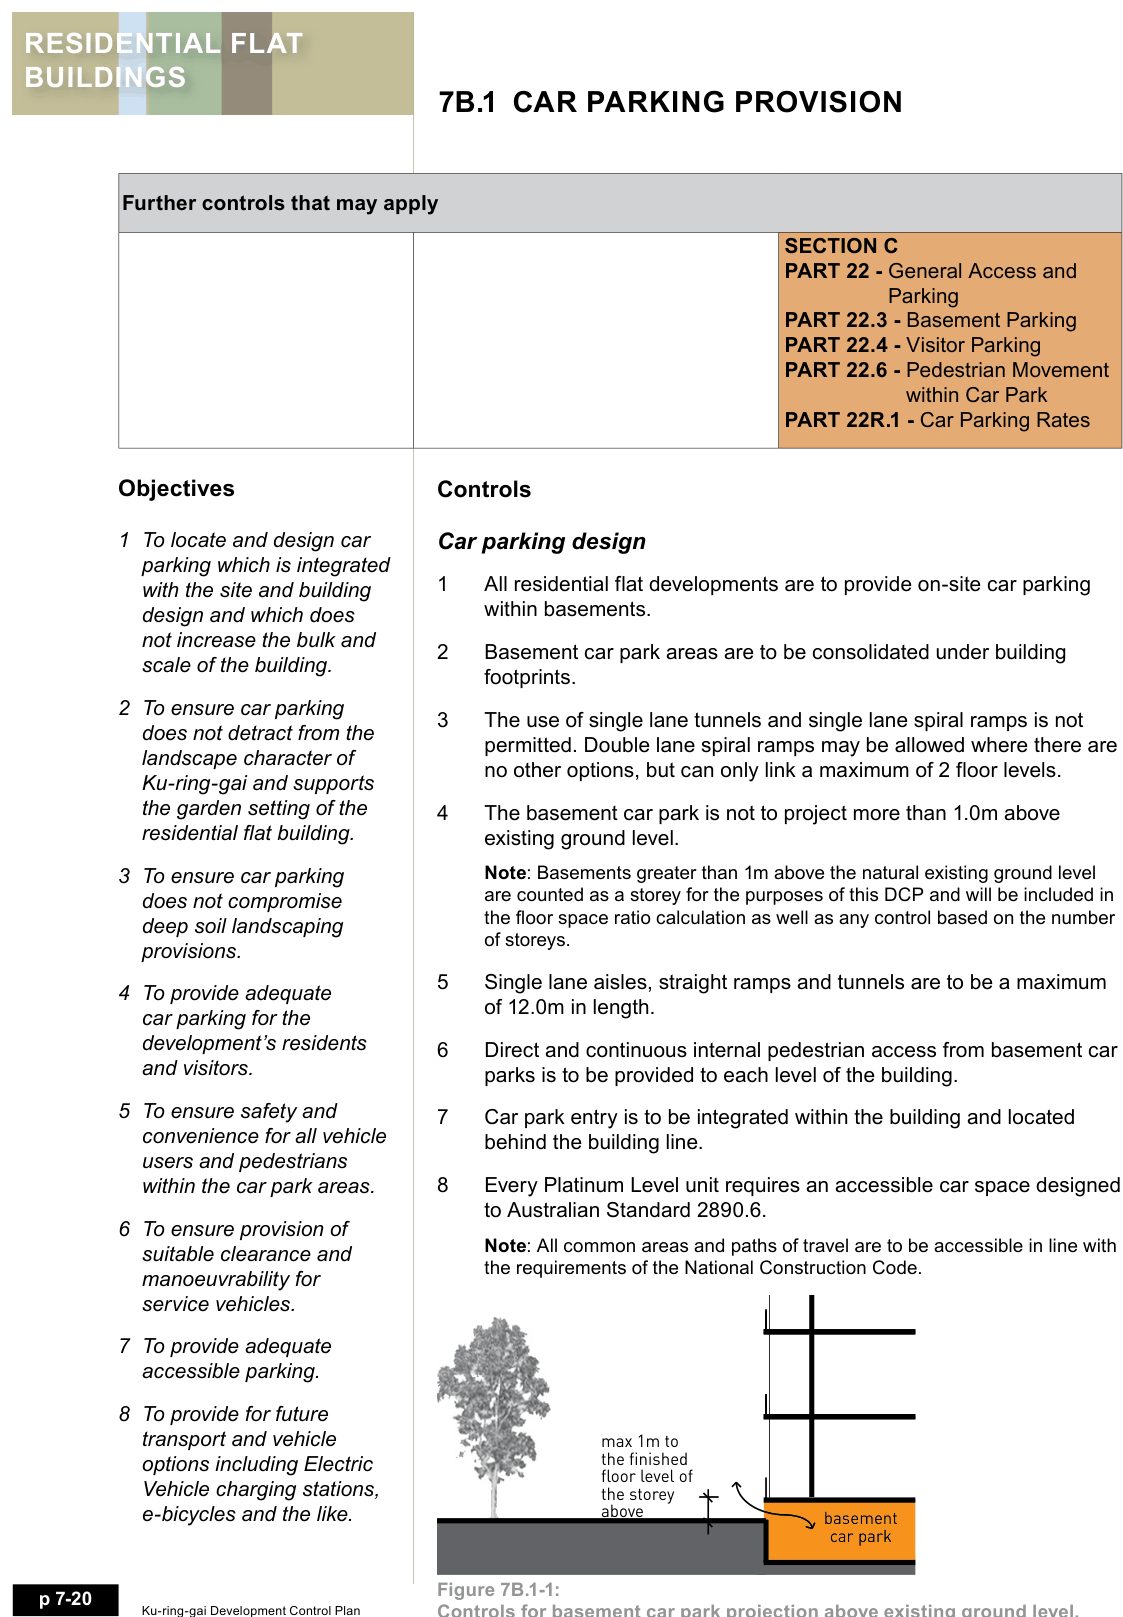 RESIDENTIAL FLAT
BUILDINGS
7B.1 CAR PARKING PROVISION
Further controls that may apply
SECTION C
PART 22 - General Access and
Parking
PART 22.3 - Basement Parking
PART 22.4 - Visitor Parking
PART 22.6 - Pedestrian Movement
within Car Park
PART 22R.1 - Car Parking Rates
Objectives
1 To locate and design car
parking which is integrated
with the site and building
design and which does
not increase the bulk and
scale of the building.
2 To ensure car parking
does not detract from the
landscape character of
Ku-ring-gai and supports
the garden setting of the
residential flat building.
3 To ensure car parking
does not compromise
deep soil landscaping
provisions.
4 To provide adequate
car parking for the
development's residents
and visitors.
5 To ensure safety and
convenience for all vehicle
users and pedestrians
within the car park areas.
6 To ensure provision of
suitable clearance and
manoeuvrability for
service vehicles.
7 To provide adequate
accessible parking.
8 To provide for future
transport and vehicle
options including Electric
Vehicle charging stations,
e-bicycles and the like.
Controls
Car parking design
1 All residential flat developments are to provide on-site car parking
within basements.
2 Basement car park areas are to be consolidated under building
footprints.
3 The use of single lane tunnels and single lane spiral ramps is not
permitted. Double lane spiral ramps may be allowed where there are
no other options, but can only link a maximum of 2 floor levels.
4 The basement car park is not to project more than 1.0m above
existing ground level.
Note: Basements greater than 1m above the natural existing ground level
are counted as a storey for the purposes of this DCP and will be included in
the floor space ratio calculation as well as any control based on the number
of storeys.
5 Single lane aisles, straight ramps and tunnels are to be a maximum
of 12.0m in length.
6 Direct and continuous internal pedestrian access from basement car
parks is to be provided to each level of the building.
7 Car park entry is to be integrated within the building and located
behind the building line.
8 Every Platinum Level unit requires an accessible car space designed
to Australian Standard 2890.6.
Note: All common areas and paths of travel are to be accessible in line with
the requirements of the National Construction Code.
max 1m to
the finished
floor level of
the storey
above
basement
car park
Figure 7B.1-1:
Controls for basement car park projection above existing ground level.
p 7-20
Ku-ring-gai Development Control Plan